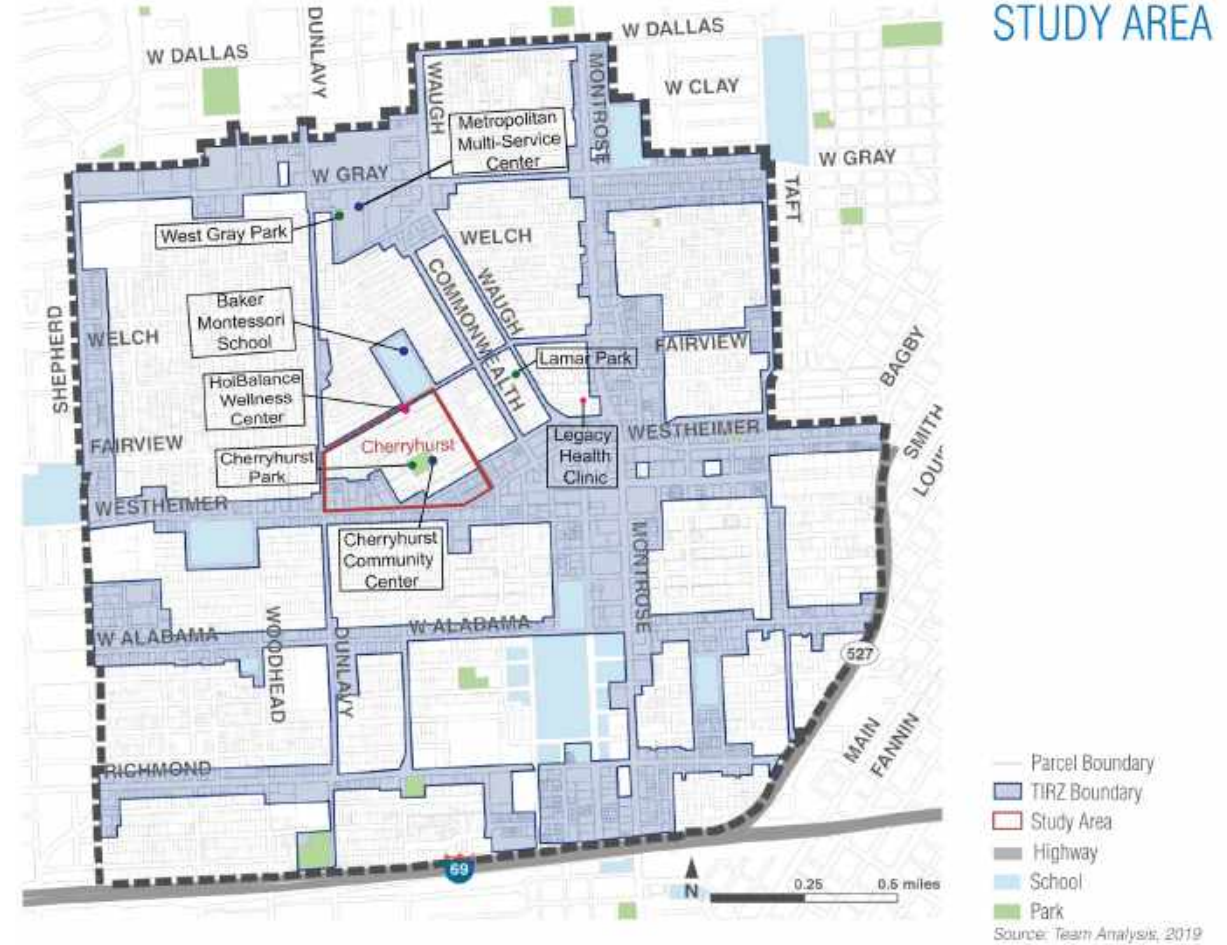 STUDY AREA
W DALLAS
DUNLAVY
W DALLAS
WAUGH
MONTROSE
W CLAY
Metropolitan
Multi-Service
Center
W GRAY
W GRAY
TAFT
West Gray Park
WELCH
COMMONWEALTH
WAUGH
Baker
Montessori
School
SHEPHERD
WELCH
Lamar Park
FAIRVIEW
BAGBY
HolBalance
Wellness
Center
SMITH
FAIRVIEW
Cherryhurst
Cherryhurst
Park
Legacy
Health
Clinic
WESTHEIMER
WESTHEIMER
Cherryhurst
Community
Center
MONTROSE
W ALABAMA
WOODHEAD
DUNLAVY
W ALABAMA
527
MAIN
FANNIN
RICHMOND
69
N
0.25
0.5 miles
Parcel Boundary
TIRZ Boundary
Study Area
Highway
School
Park
Source: Team Analysis, 2019